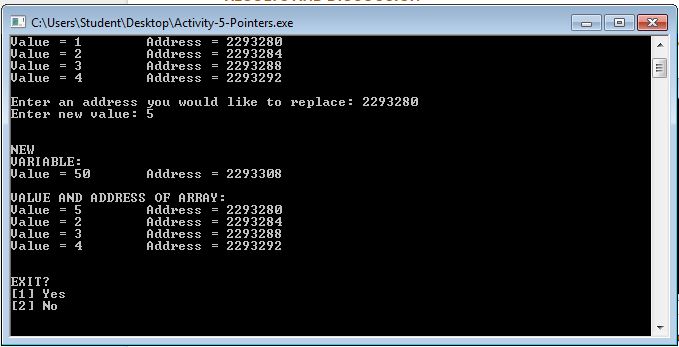 RESULTS AND DISCUSSION
C:\Users\Student\Desktop\Activity-5-Pointers.exe
Value = 1 Address = 2293280
Value = 2 Address = 2293284
Value = 3 Address = 2293288
Value = 4 Address = 2293292
Enter an address you would like to replace: 2293280
Enter new value: 5
NEW
VARIABLE:
Value = 50 Address = 2293308
VALUE AND ADDRESS OF ARRAY:
Value = 5 Address = 2293280
Value = 2 Address = 2293284
Value = 3 Address = 2293288
Value = 4 Address = 2293292
EXIT?
[1] Yes
[2] No